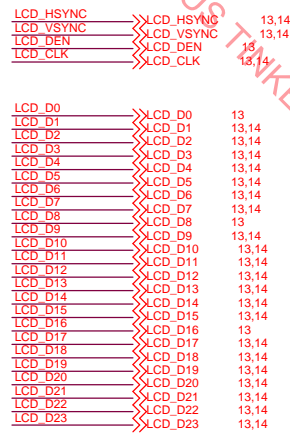 LCD_HSYNC LCD_HSYNC 13,14
LCD_VSYNC LCD_VSYNC 13,14
LCD_DEN LCD_DEN 13
LCD_CLK LCD_CLK 13,14
LCD_D0 LCD_D0 13
LCD_D1 LCD_D1 13,14
LCD_D2 LCD_D2 13,14
LCD_D3 LCD_D3 13,14
LCD_D4 LCD_D4 13,14
LCD_D5 LCD_D5 13,14
LCD_D6 LCD_D6 13,14
LCD_D7 LCD_D7 13,14
LCD_D8 LCD_D8 13
LCD_D9 LCD_D9 13,14
LCD_D10 LCD_D10 13,14
LCD_D11 LCD_D11 13,14
LCD_D12 LCD_D12 13,14
LCD_D13 LCD_D13 13,14
LCD_D14 LCD_D14 13,14
LCD_D15 LCD_D15 13,14
LCD_D16 LCD_D16 13
LCD_D17 LCD_D17 13,14
LCD_D18 LCD_D18 13,14
LCD_D19 LCD_D19 13,14
LCD_D20 LCD_D20 13,14
LCD_D21 LCD_D21 13,14
LCD_D22 LCD_D22 13,14
LCD_D23 LCD_D23 13,14